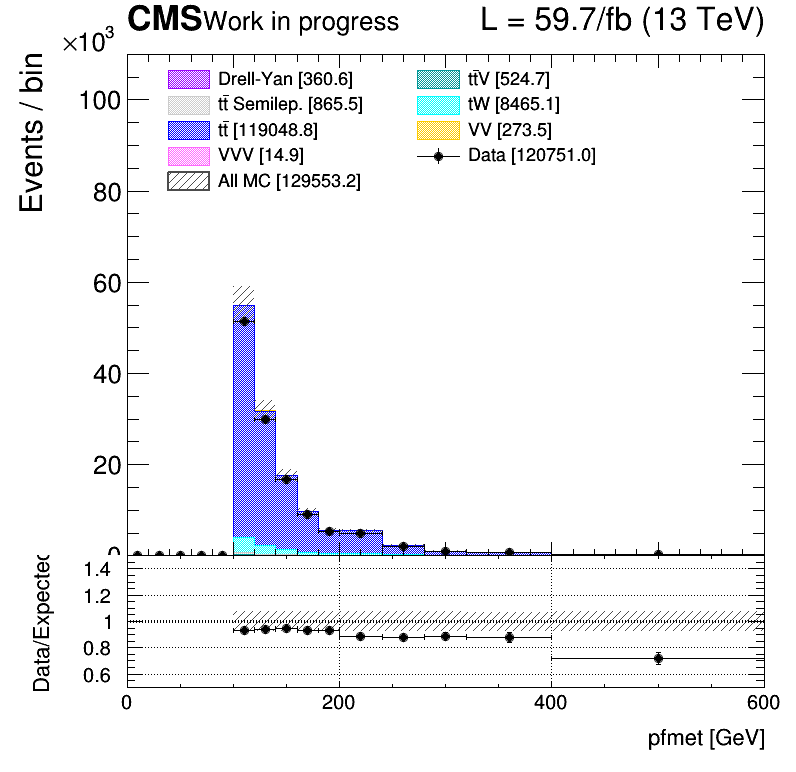 CMS Work in progress L = 59.7/fb (13 TeV)
×10³
Events / bin
Drell-Yan [360.6]
tt̄ Semilep. [865.5]
tt̄ [119048.8]
VVV [14.9]
All MC [129553.2]
tt̄V [524.7]
tW [8465.1]
VV [273.5]
Data [120751.0]
100
80
60
40
20
0
Data/Expected
1.4
1.2
1
0.8
0.6
0 200 400 600
pfmet [GeV]